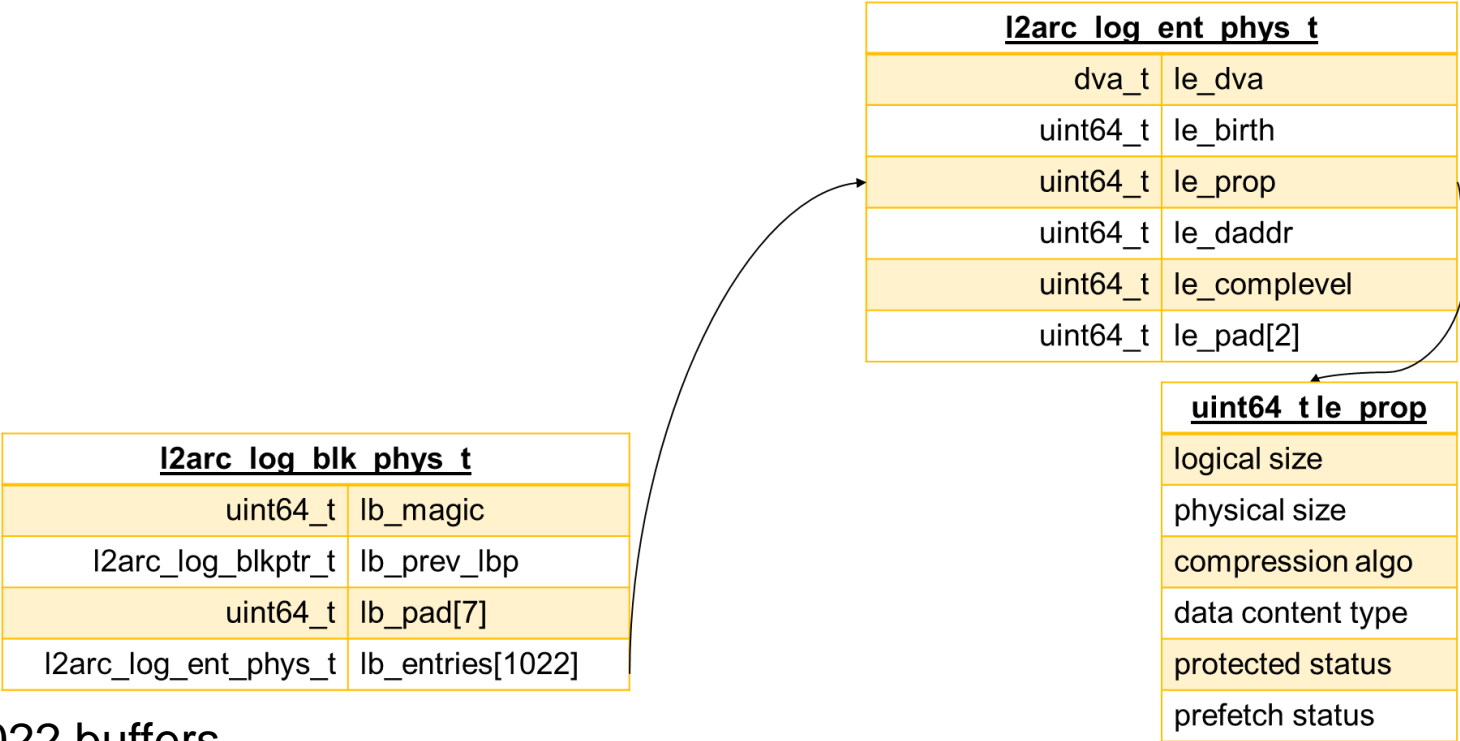 l2arc_log_ent_phys_t
dva_t le_dva
uint64_t le_birth
uint64_t le_prop
uint64_t le_daddr
uint64_t le_complevel
uint64_t le_pad[2]
uint64_t le_prop
logical size
physical size
compression algo
data content type
protected status
prefetch status
l2arc_log_blk_phys_t
uint64_t lb_magic
l2arc_log_blkptr_t lb_prev_lbp
uint64_t lb_pad[7]
l2arc_log_ent_phys_t lb_entries[1022]
buffers